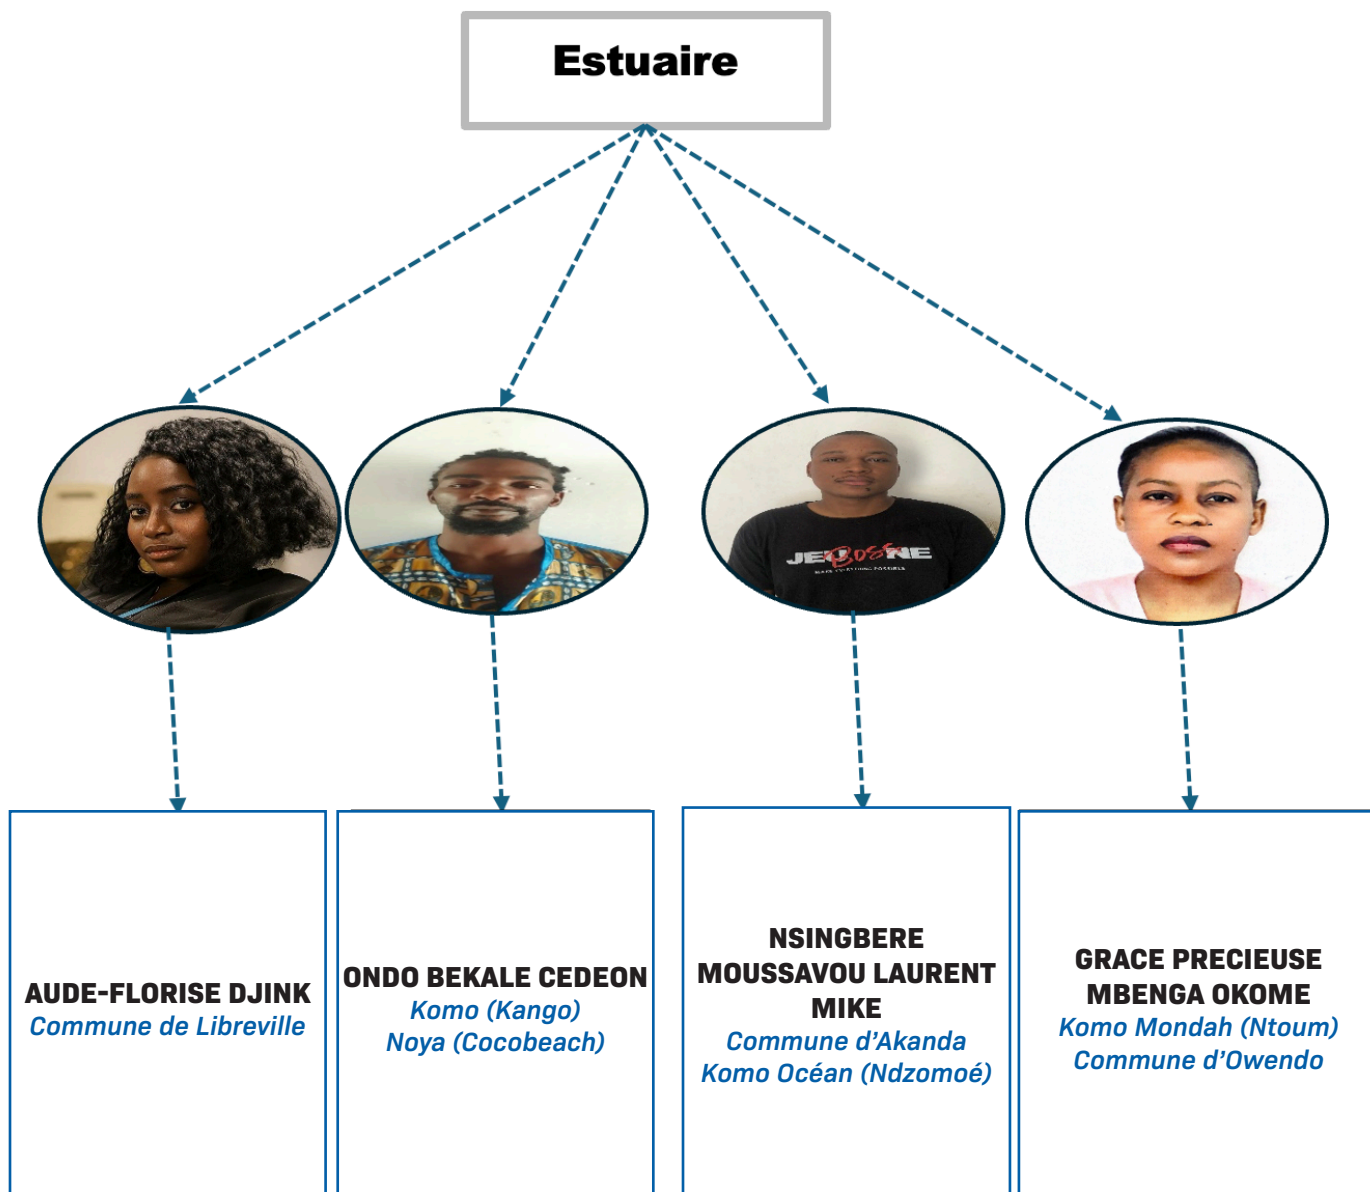 Estuaire
BOSS
AUDE-FLORISE DJINK
Commune de Libreville
ONDO BEKALE CEDEON
Komo (Kango)
Noya (Cocobeach)
NSINGBERE
MOUSSAVOU LAURENT
MIKE
Commune d’Akanda
Komo Océan (Ndzomoé)
GRACE PRECIEUSE
MBENGA OKOME
Komo Mondah (Ntoum)
Commune d’Owendo